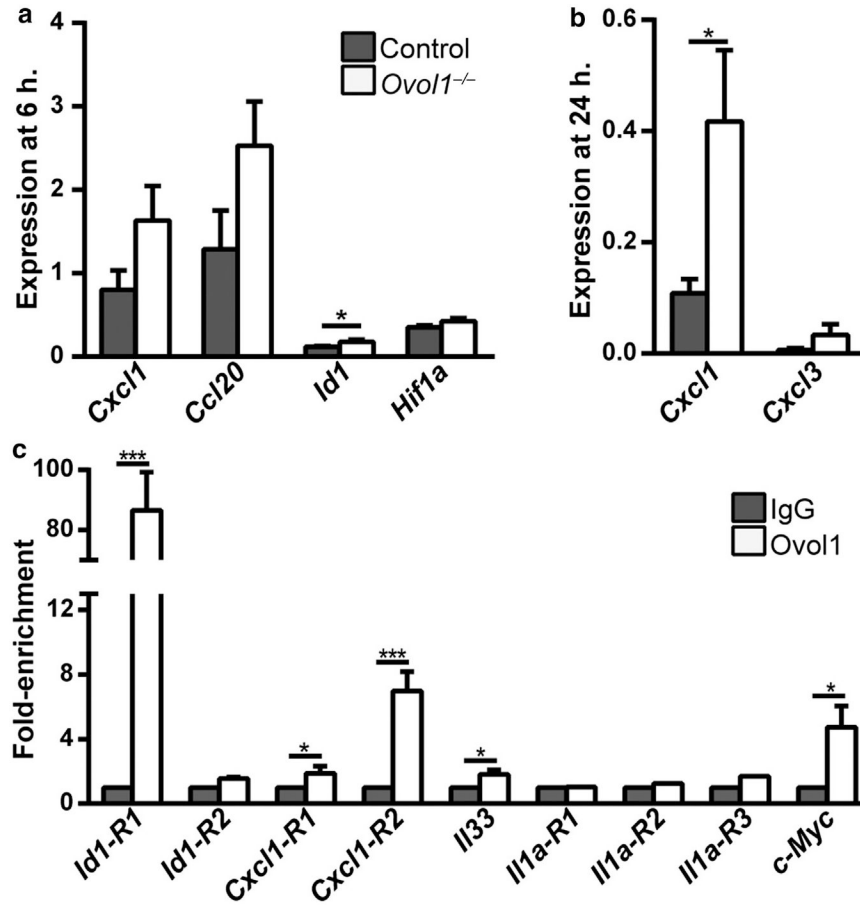 a
Expression at 6 h.
4
3
2
1
0
Control
Ovol1–/–
*
Cxcl1
Ccl20
Id1
Hif1a
b
Expression at 24 h.
0.6
0.4
0.2
0.0
*
Cxcl1
Cxcl3
c
Fold-enrichment
100
80
12
8
4
0
IgG
Ovol1
***
*
***
*
*
Id1-R1
Id1-R2
Cxcl1-R1
Cxcl1-R2
Il33
Il1a-R1
Il1a-R2
Il1a-R3
c-Myc